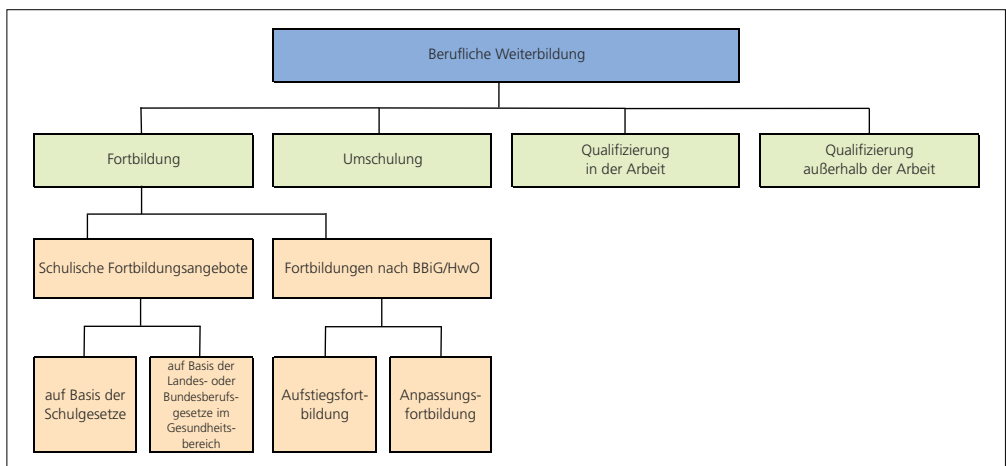 Berufliche Weiterbildung
Fortbildung
Umschulung
Qualifizierung
in der Arbeit
Qualifizierung
außerhalb der Arbeit
Schulische Fortbildungsangebote
Fortbildungen nach BBiG/HwO
auf Basis der
Schulgesetze
auf Basis der
Landes- oder
Bundesberufs-
gesetze im
Gesundheits-
bereich
Aufstiegsfort-
bildung
Anpassungs-
fortbildung